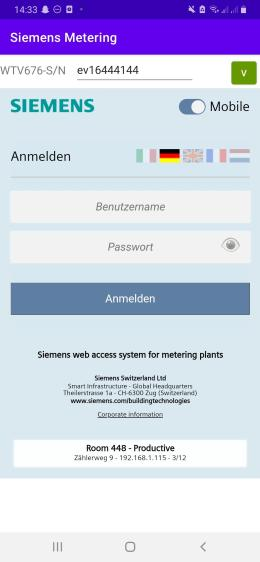 14:33
Siemens Metering
WTV676-S/N ev16444144 v
SIEMENS Mobile
Anmelden
Benutzername
Passwort
Anmelden
Siemens web access system for metering plants
Siemens Switzerland Ltd
Smart Infrastructure - Global Headquarters
Theilerstrasse 1a - CH-6300 Zug (Switzerland)
www.siemens.com/buildingtechnologies
Corporate information
Room 448 - Productive
Zählerweg 9 - 192.168.1.115 - 3/12